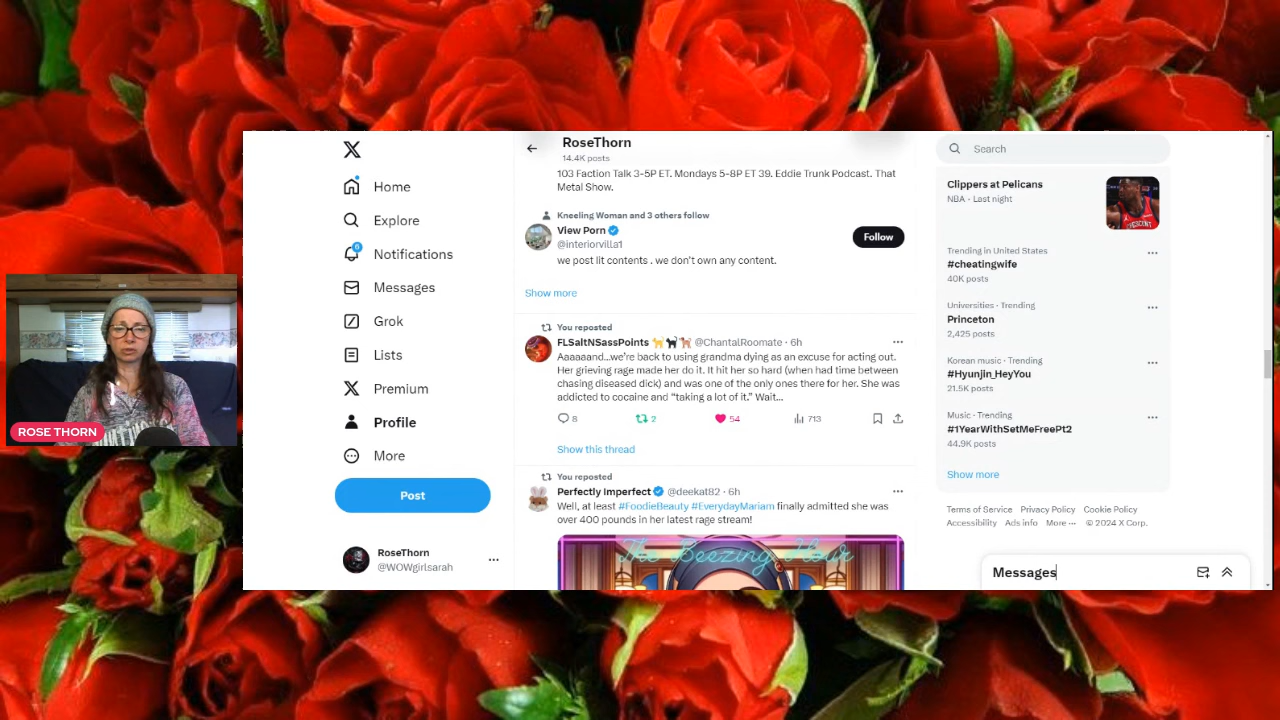 RoseThorn
14.4K posts
Search
Home
Explore
6
Notifications
Messages
Grok
Lists
Premium
Profile
More
Post
RoseThorn
@WOWgirlsarah
ROSE THORN
103 Faction Talk 3-5P ET. Mondays 5-8P ET 39. Eddie Trunk Podcast. That
Metal Show.
Kneeling Woman and 3 others follow
View Porn
@interiorvilla1
Follow
we post lit contents . we don't own any content.
Show more
You reposted
FLSaltNSassPoints @ChantalRoomate · 6h
Aaaaaand...we're back to using grandma dying as an excuse for acting out.
Her grieving rage made her do it. It hit her so hard (when had time between
chasing diseased dick) and was one of the only ones there for her. She was
addicted to cocaine and "taking a lot of it." Wait...
8 2 54 713
Show this thread
You reposted
Perfectly Imperfect @deekat82 · 6h
Well, at least #FoodieBeauty #EverydayMariam finally admitted she was
over 400 pounds in her latest rage stream!
The Beezing Hour
Clippers at Pelicans
NBA · Last night
Trending in United States
#cheatingwife
40K posts
Universities · Trending
Princeton
2,425 posts
Korean music · Trending
#Hyunjin_HeyYou
21.5K posts
Music · Trending
#1YearWithSetMeFreePt2
44.9K posts
Show more
Terms of Service Privacy Policy Cookie Policy
Accessibility Ads info More ··· © 2024 X Corp.
Messages